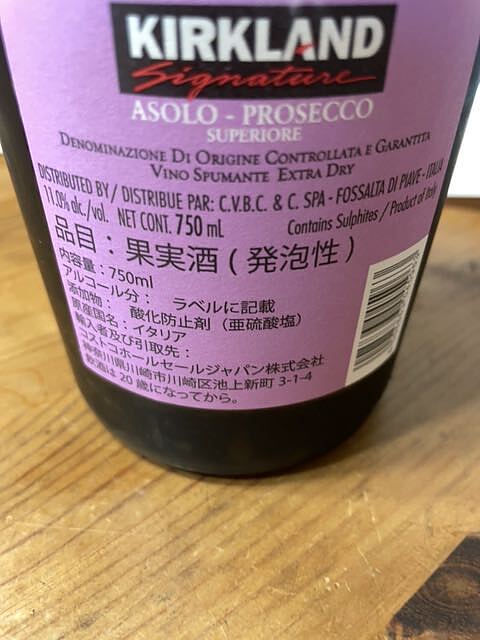 KIRKLAND
Signature
ASOLO - PROSECCO
SUPERIORE
DENOMINAZIONE DI ORIGINE CONTROLLATA E GARANTITA
VINO SPUMANTE EXTRA DRY
DISTRIBUTED BY/ DISTRIBUE PAR: C.V.B.C. & C. SPA - FOSSALTA DI PIAVE - ITALIA
11.0% alc./vol. NET CONT. 750 mL Contains Sulphites / Product of Italy
品目：果実酒(発泡性)
内容量：750ml
アルコール分： ラベルに記載
添加物： 酸化防止剤（亜硫酸塩）
原産国名：イタリア
輸入者及び引取先：
コストコホールセールジャパン株式会社
神奈川県川崎市川崎区池上新町 3-1-4
飲酒は 20 歳になってから。